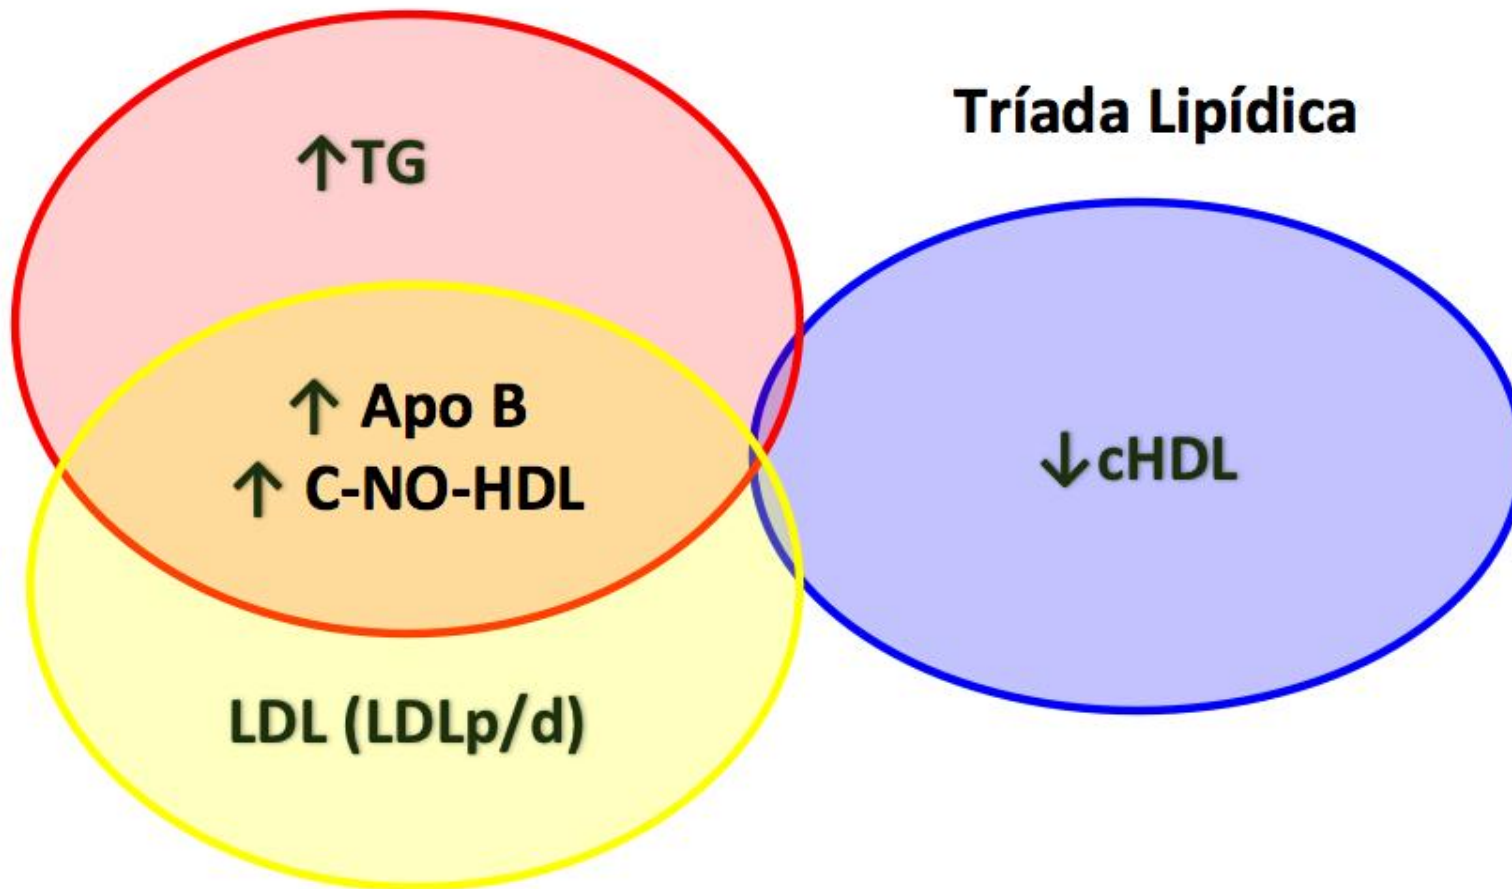 Tríada Lipídica
↑TG
↑ Apo B
↑ C-NO-HDL
↓cHDL
LDL (LDLp/d)